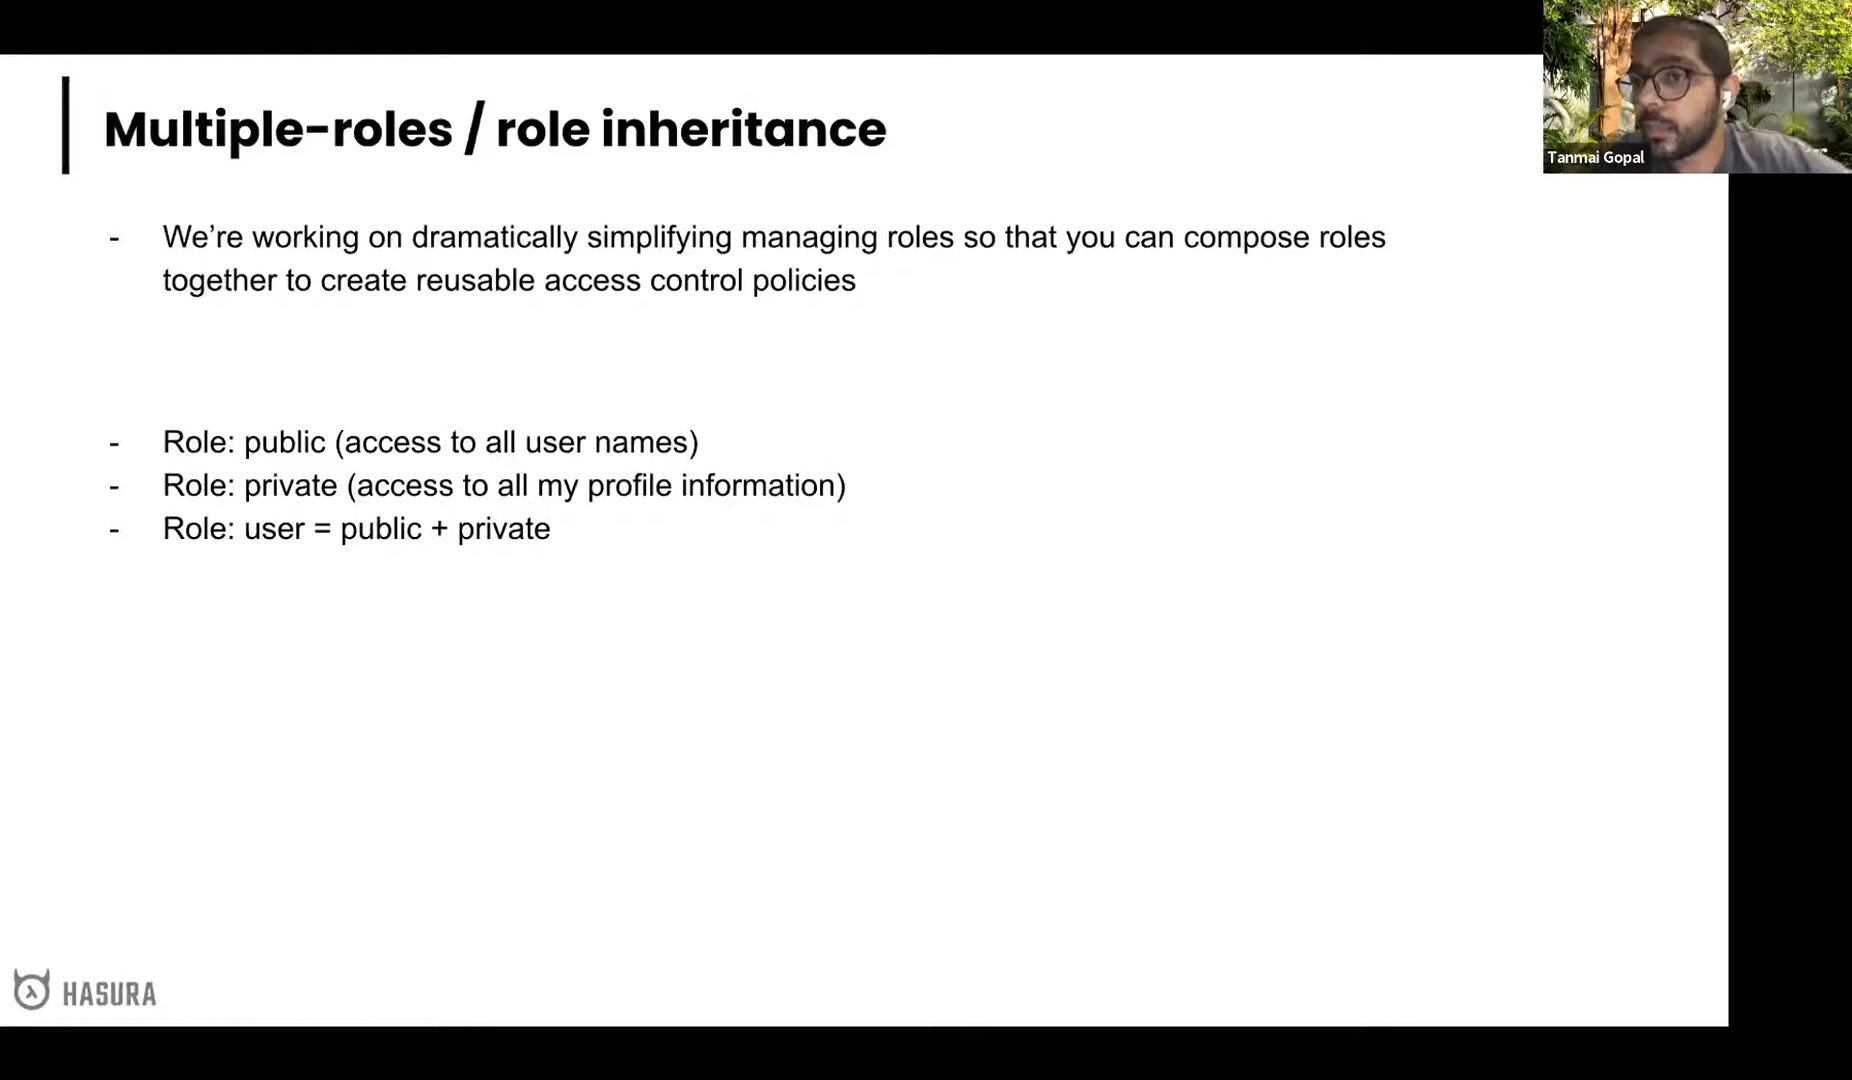 Multiple-roles / role inheritance
Tanmai Gopal
- We’re working on dramatically simplifying managing roles so that you can compose roles
together to create reusable access control policies
- Role: public (access to all user names)
- Role: private (access to all my profile information)
- Role: user = public + private
HASURA